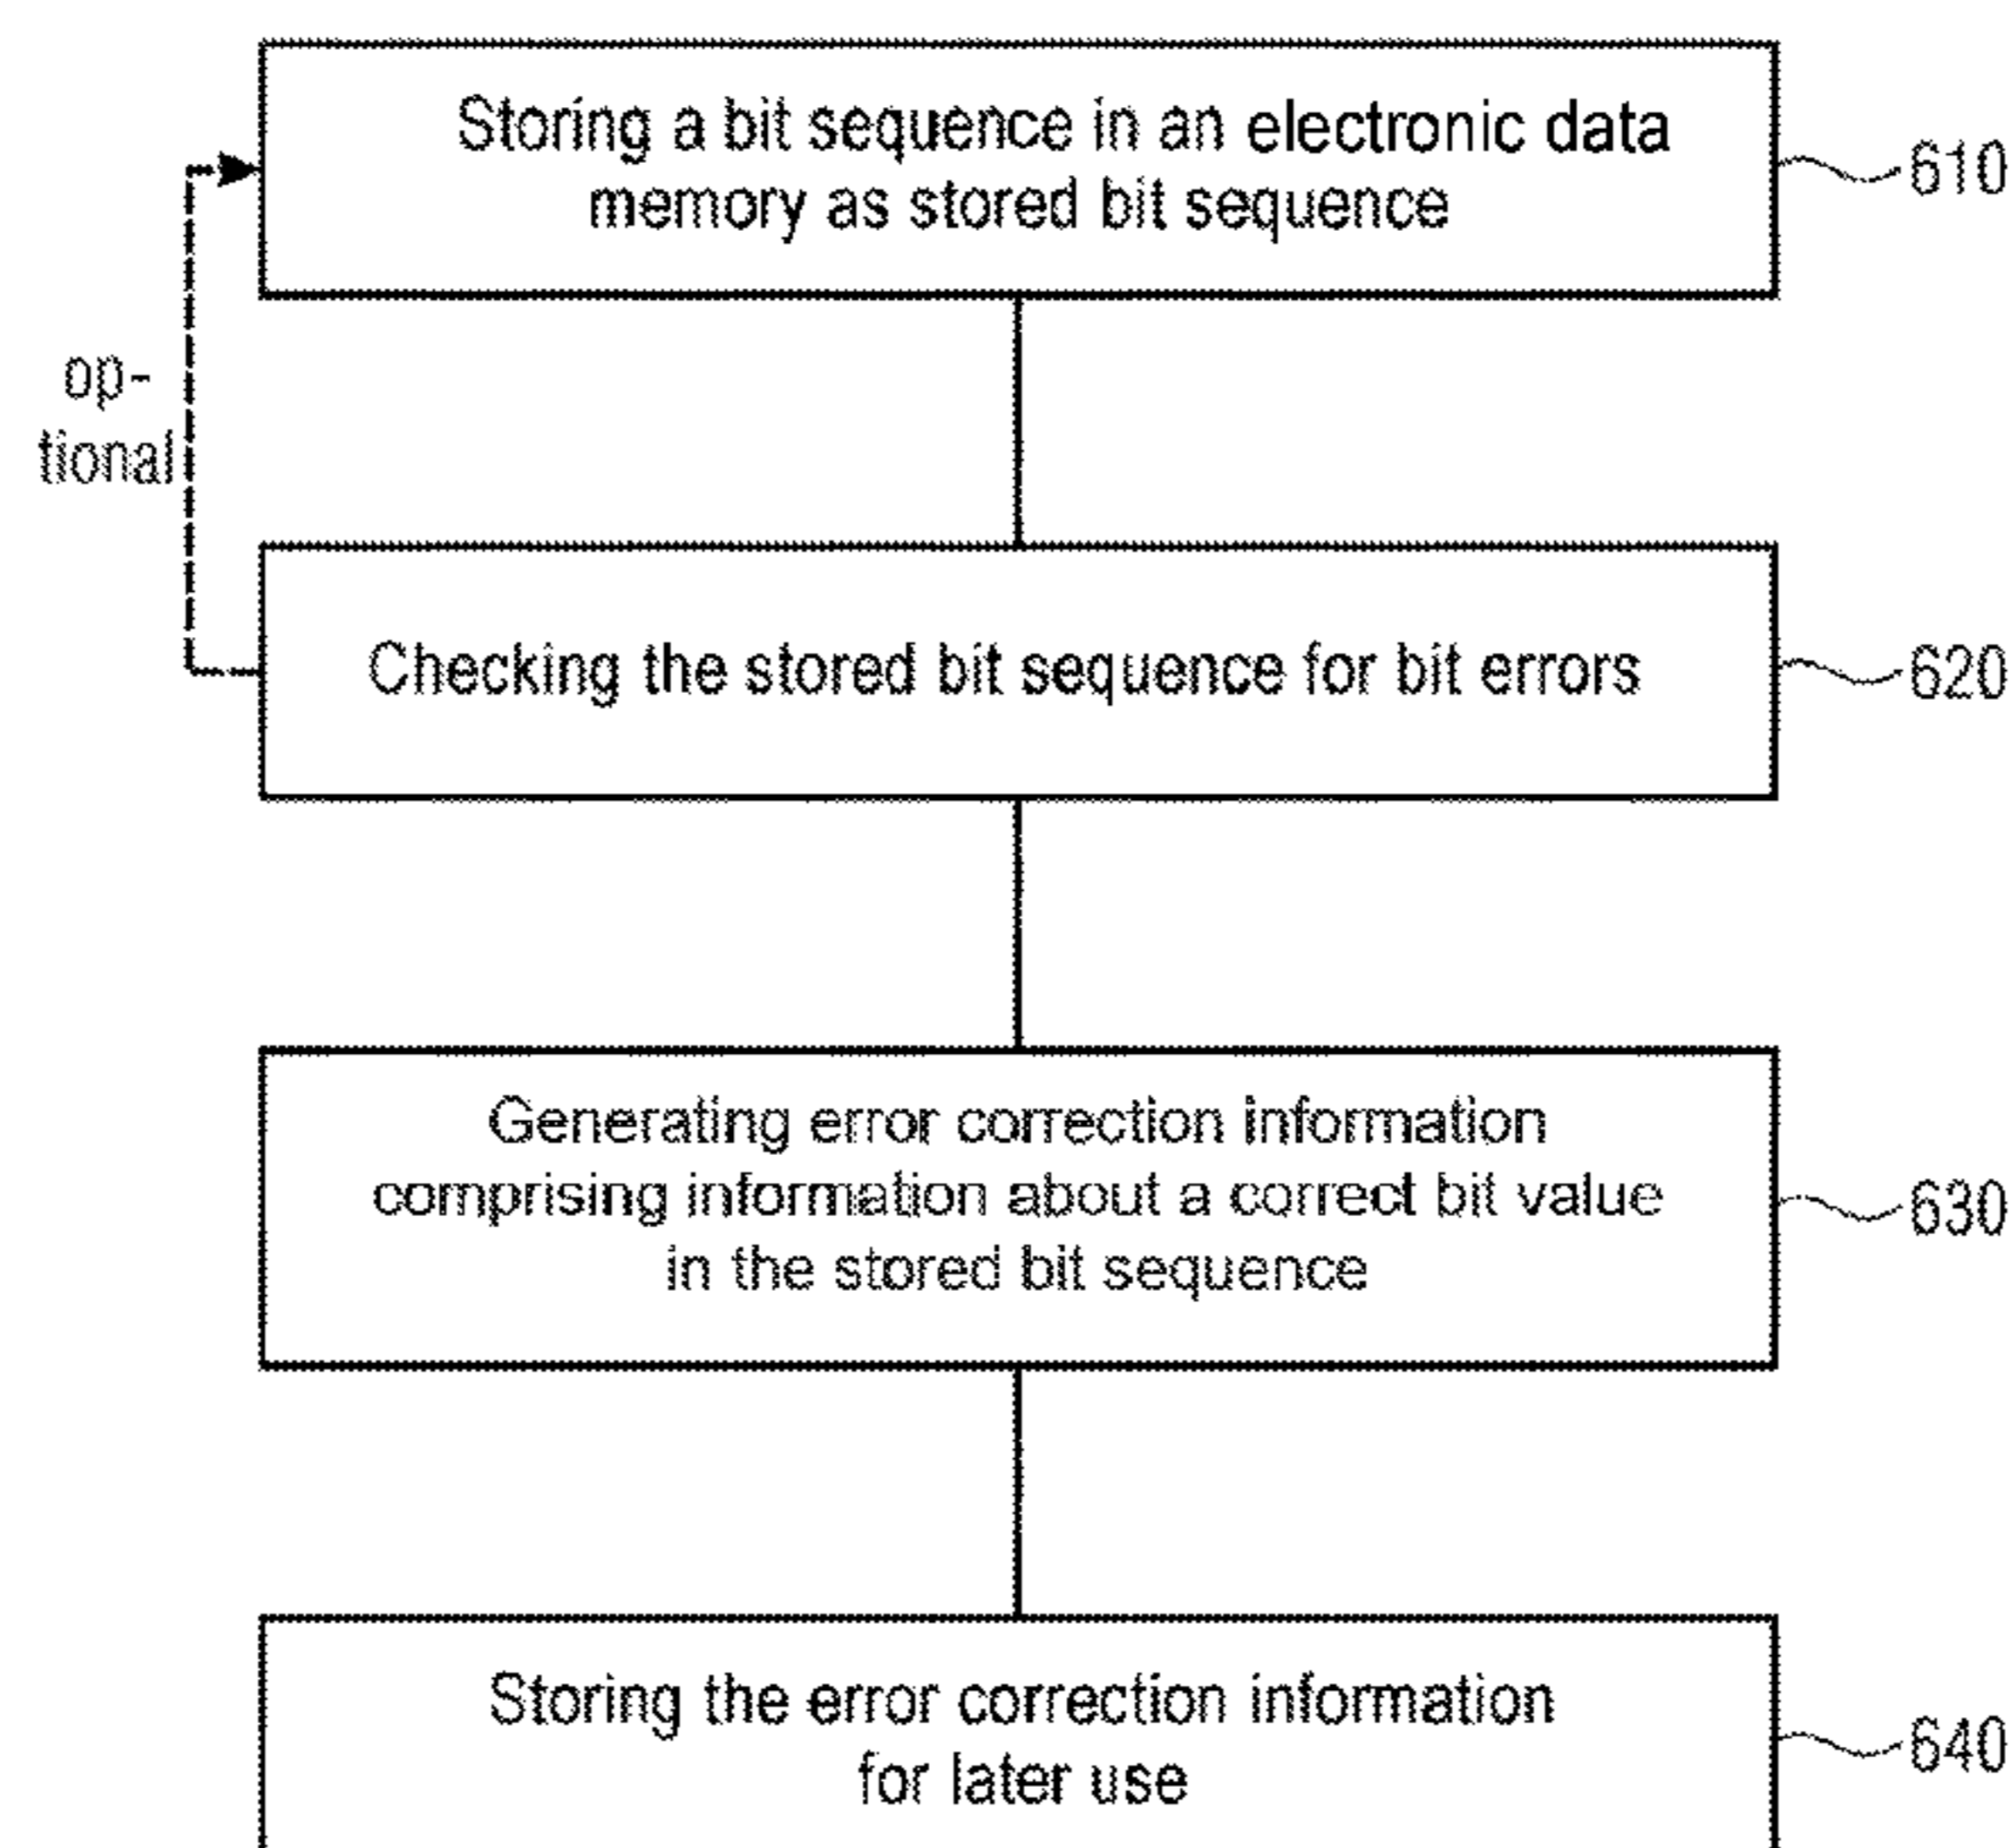 Storing a bit sequence in an electronic data
memory as stored bit sequence
610
op-
tional
Checking the stored bit sequence for bit errors
620
Generating error correction information
comprising information about a correct bit value
in the stored bit sequence
630
Storing the error correction information
for later use
640